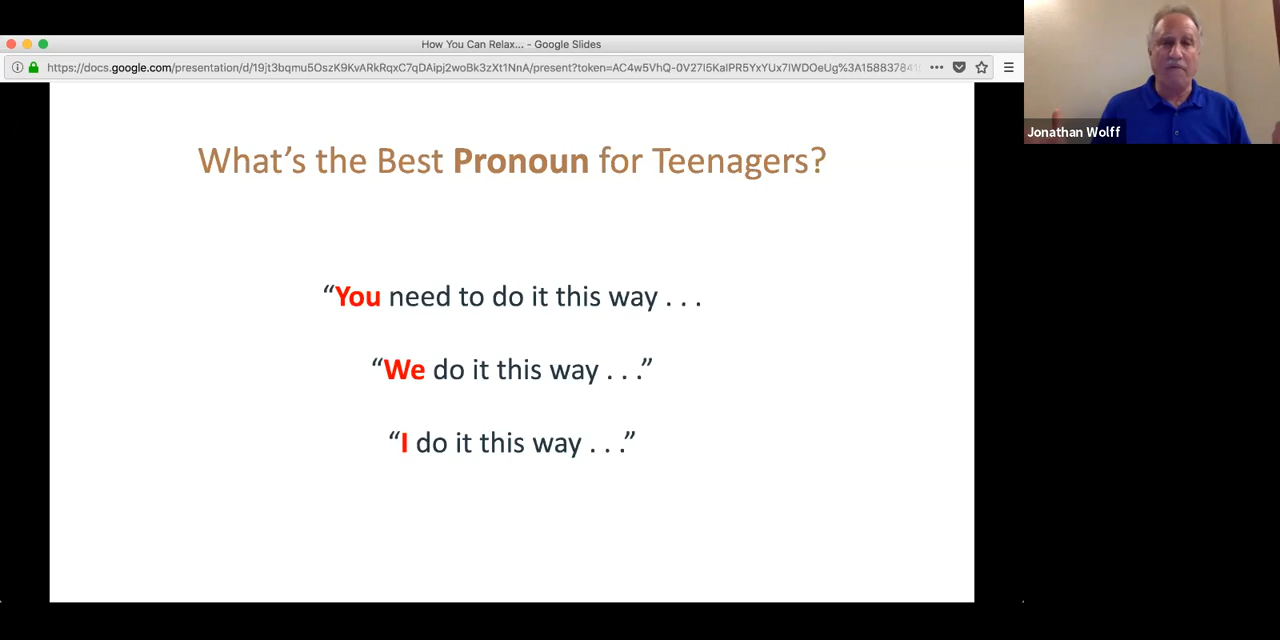 How You Can Relax... - Google Slides
Jonathan Wolff
What's the Best Pronoun for Teenagers?
“You need to do it this way . . .
“We do it this way . . .”
“I do it this way . . .”